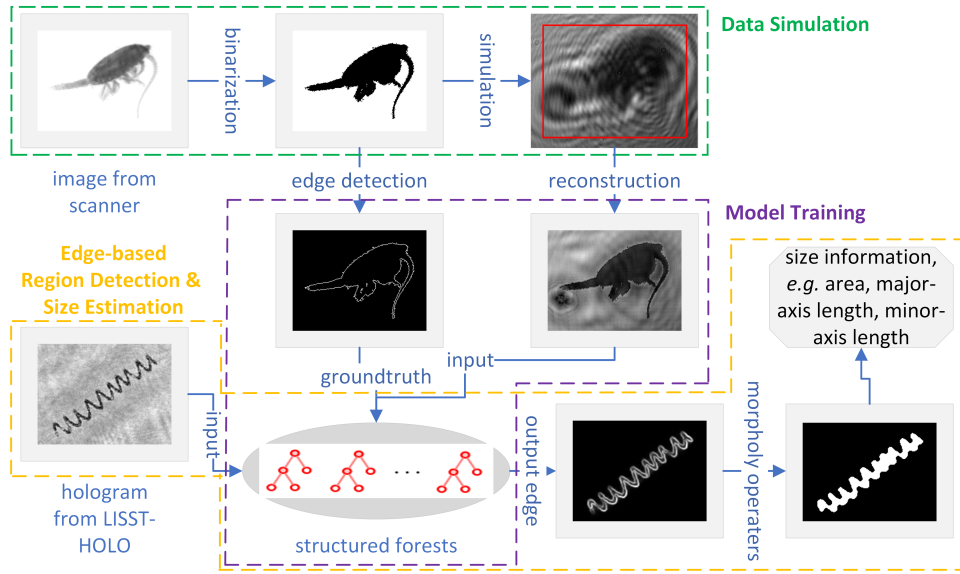 Data Simulation
binarization
simulation
image from
scanner
edge detection
reconstruction
Model Training
Edge-based
Region Detection &
Size Estimation
size information,
e.g. area, major-
axis length, minor-
axis length
groundtruth
input
input
output edge
morpholy operaters
hologram
from LISST-
HOLO
...
structured forests